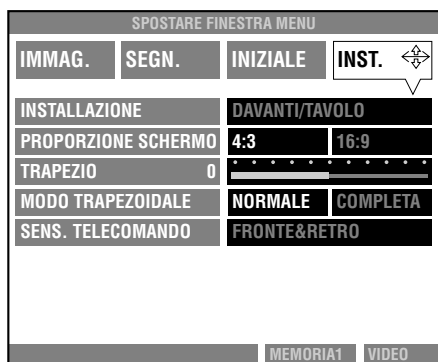 SPOSTARE FINESTRA MENU
IMMAG. SEGN. INIZIALE INST.
INSTALLAZIONE DAVANTI/TAVOLO
PROPORZIONE SCHERMO 4:3 16:9
TRAPEZIO 0
MODO TRAPEZOIDALE NORMALE COMPLETA
SENS. TELECOMANDO FRONTE&RETRO
MEMORIA1 VIDEO